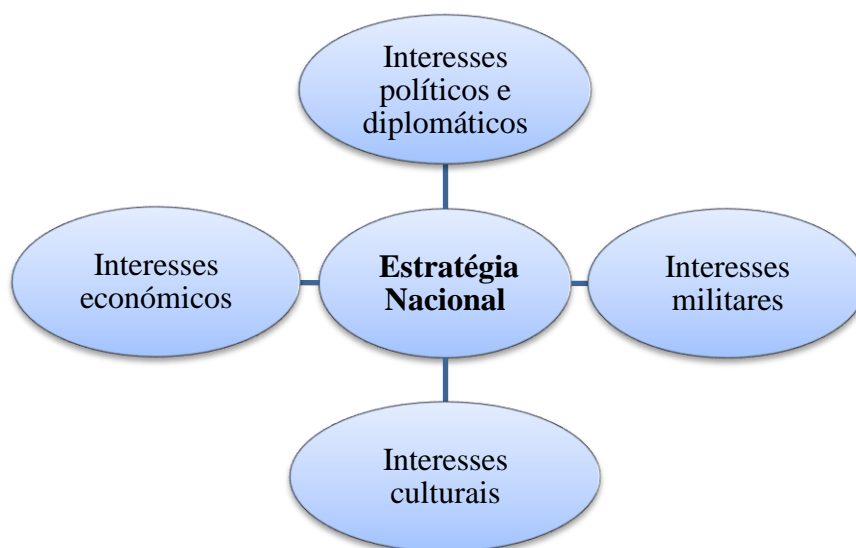 Interesses
políticos e
diplomáticos
Interesses
económicos
Estratégia
Nacional
Interesses
militares
Interesses
culturais